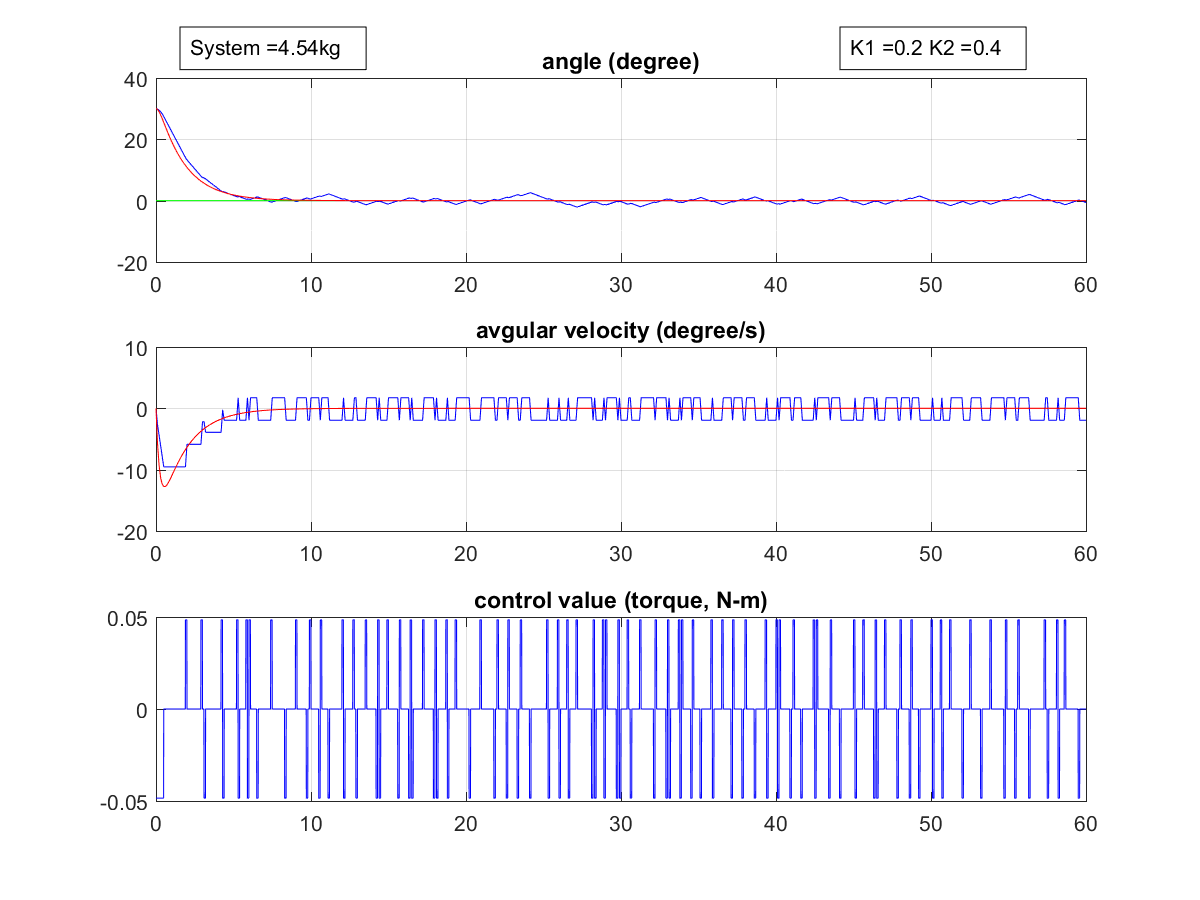 System =4.54kg
K1 =0.2 K2 =0.4
angle (degree)
40
20
0
-20
0 10 20 30 40 50 60
avgular velocity (degree/s)
10
0
-10
-20
0 10 20 30 40 50 60
control value (torque, N-m)
0.05
0
-0.05
0 10 20 30 40 50 60